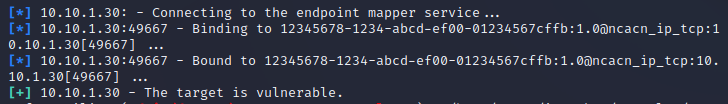 [*] 10.10.1.30: - Connecting to the endpoint mapper service ...
[*] 10.10.1.30:49667 - Binding to 12345678-1234-abcd-ef00-01234567cffb:1.0@ncacn_ip_tcp:1
0.10.1.30[49667] ...
[*] 10.10.1.30:49667 - Bound to 12345678-1234-abcd-ef00-01234567cffb:1.0@ncacn_ip_tcp:10.
10.1.30[49667] ...
[+] 10.10.1.30 - The target is vulnerable.